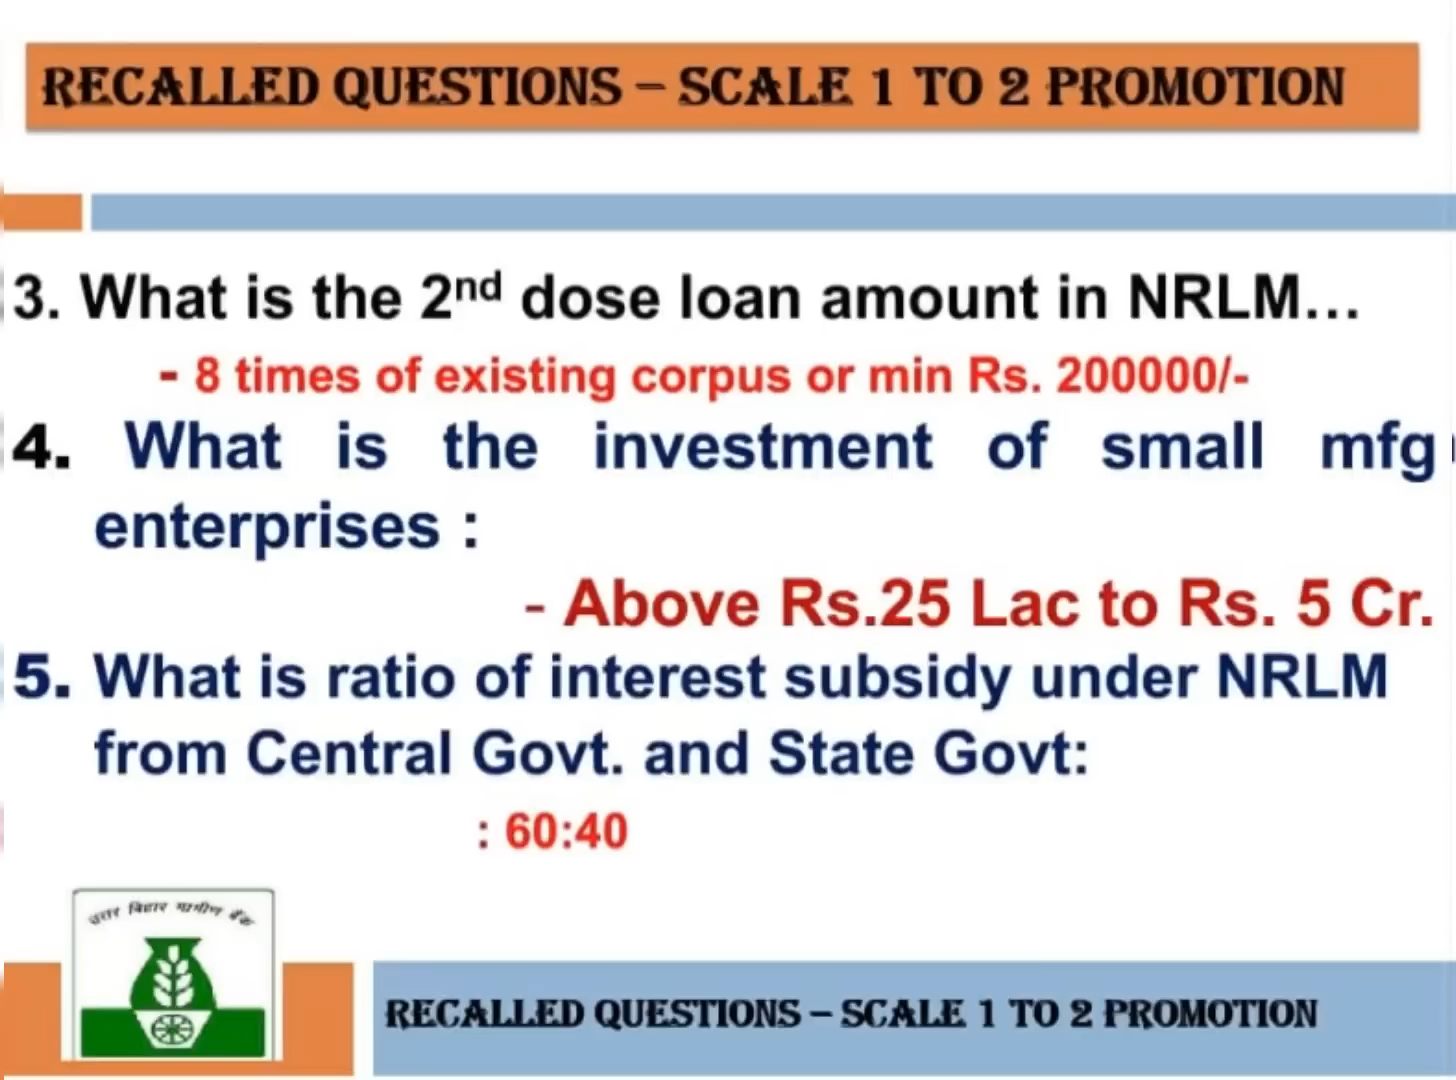 RECALLED QUESTIONS – SCALE 1 TO 2 PROMOTION
3. What is the 2nd dose loan amount in NRLM...
- 8 times of existing corpus or min Rs. 200000/-
4. What is the investment of small mfg
enterprises :
- Above Rs.25 Lac to Rs. 5 Cr.
5. What is ratio of interest subsidy under NRLM
from Central Govt. and State Govt:
: 60:40
उत्तर बिहार ग्रामीण बैंक
RECALLED QUESTIONS – SCALE 1 TO 2 PROMOTION